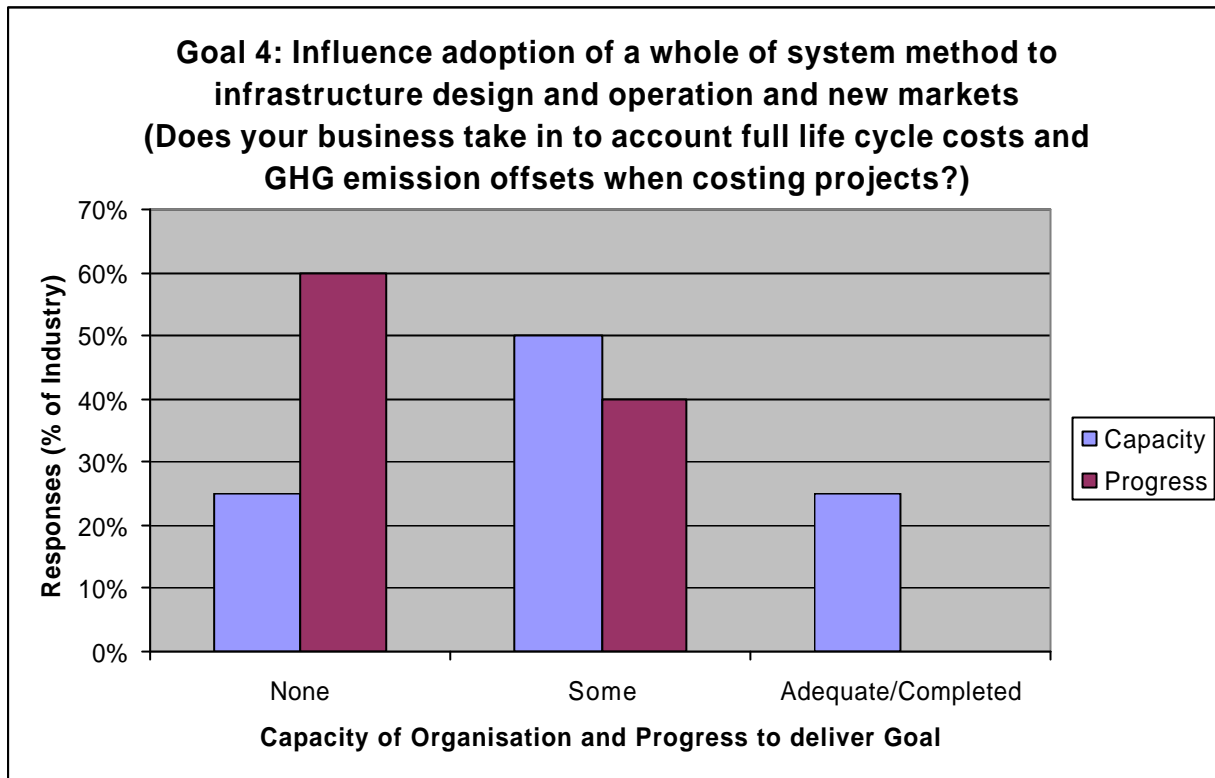 Goal 4: Influence adoption of a whole of system method to
infrastructure design and operation and new markets
(Does your business take in to account full life cycle costs and
GHG emission offsets when costing projects?)
70%
60%
50%
40%
30%
20%
10%
0%
Responses (% of Industry)
None
Some
Adequate/Completed
Capacity of Organisation and Progress to deliver Goal
Capacity
Progress